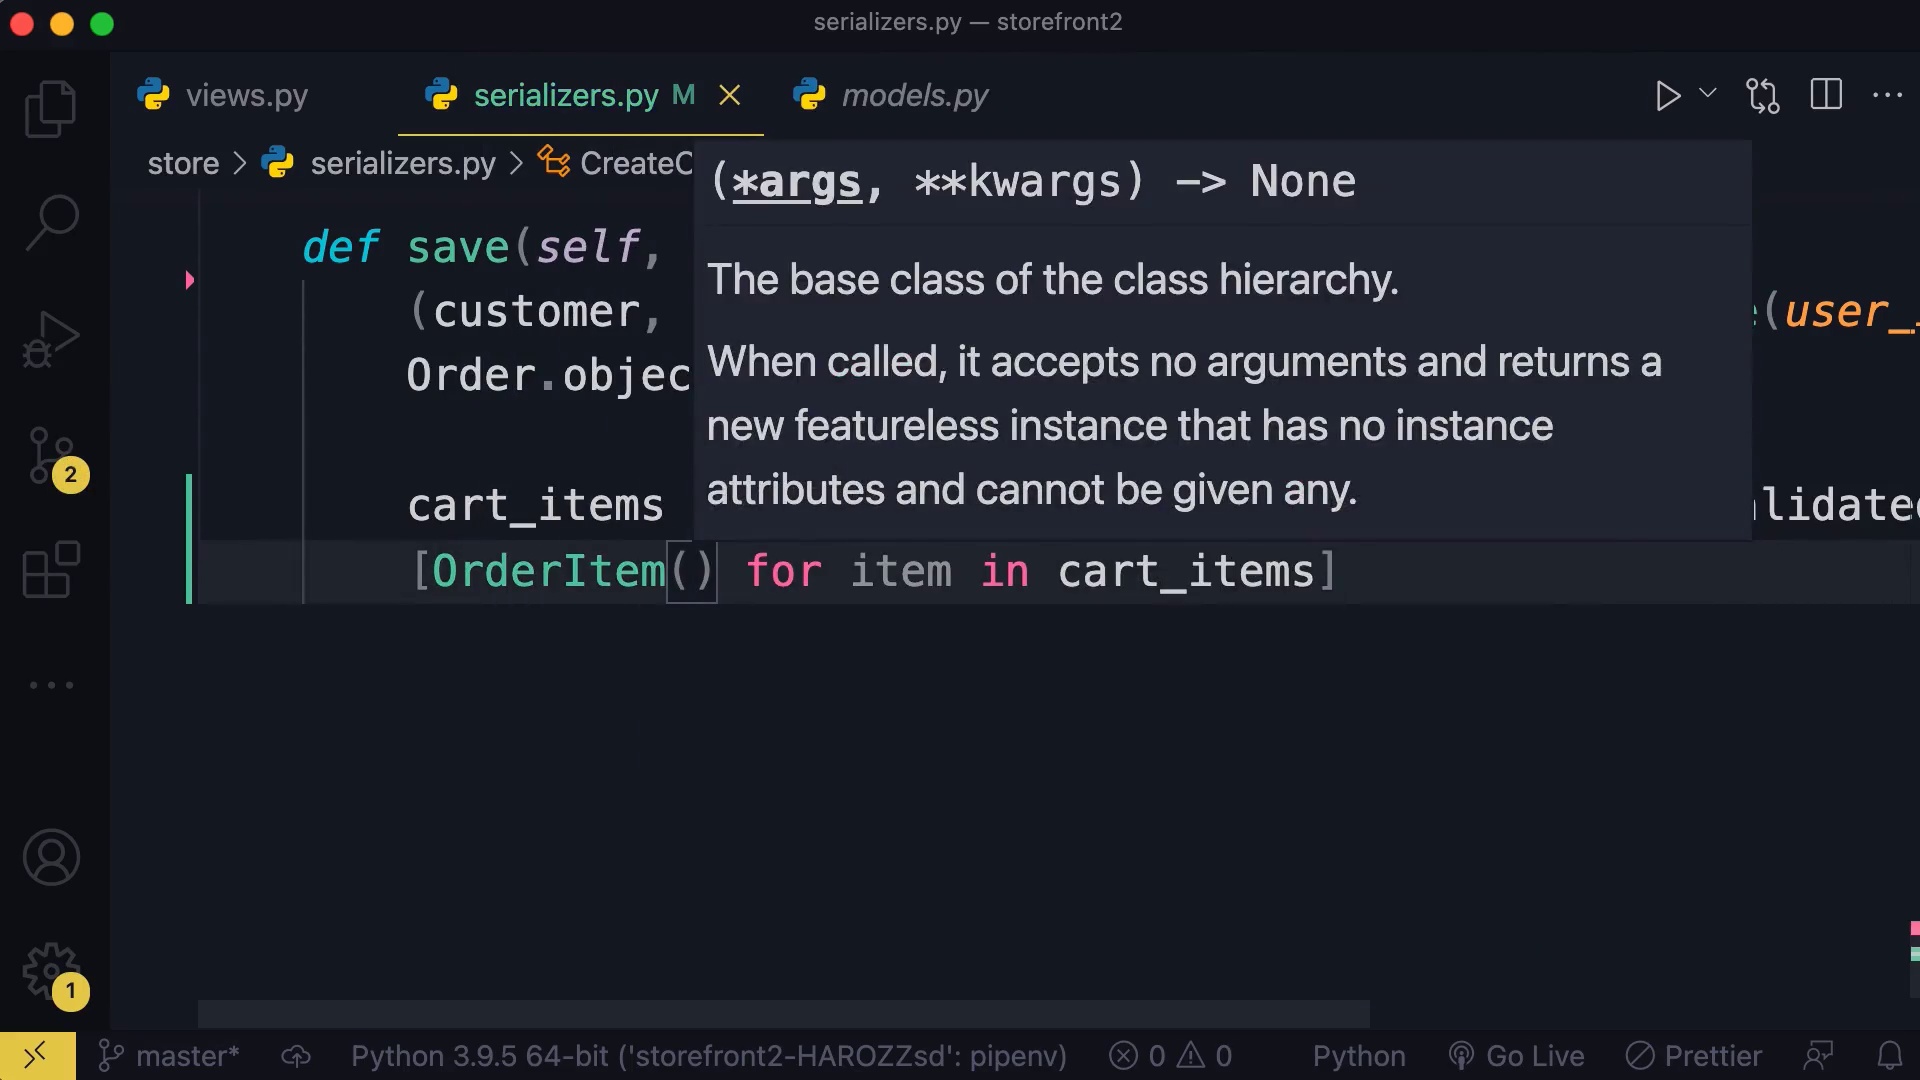 serializers.py — storefront2
views.py
serializers.py M
models.py
store > serializers.py > CreateC
(*args, **kwargs) -> None
The base class of the class hierarchy.
When called, it accepts no arguments and returns a
new featureless instance that has no instance
attributes and cannot be given any.
def save(self,
(customer, (user_
Order.objec
cart_items lidate
[OrderItem() for item in cart_items]
2
1
master* Python 3.9.5 64-bit ('storefront2-HAROZZsd': pipenv) 0 0 Python Go Live Prettier